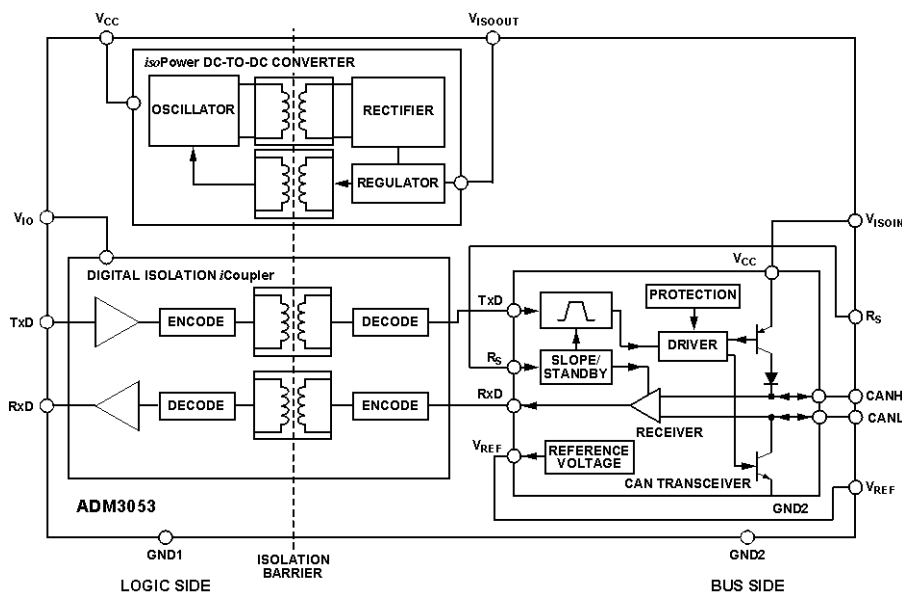 VCC
VISOOUT
isoPower DC-TO-DC CONVERTER
OSCILLATOR
RECTIFIER
REGULATOR
VIO
VISOIN
DIGITAL ISOLATION iCoupler
VCC
TxD
ENCODE
DECODE
TxD
PROTECTION
DRIVER
RS
RS
SLOPE/
STANDBY
RxD
DECODE
ENCODE
RxD
CANH
CANL
RECEIVER
VREF
REFERENCE
VOLTAGE
CAN TRANSCEIVER
VREF
GND2
ADM3053
GND1
ISOLATION
BARRIER
GND2
LOGIC SIDE
BUS SIDE